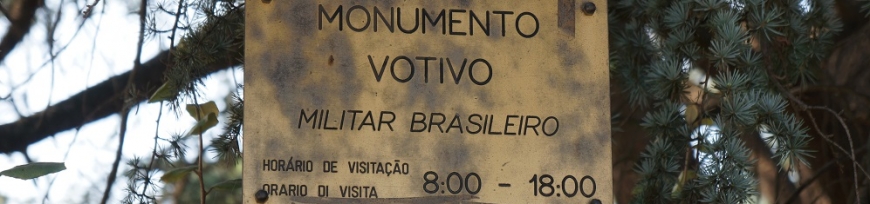 MONUMENTO
VOTIVO
MILITAR BRASILEIRO
HORÁRIO DE VISITAÇÃO
ORARIO DI VISITA 8:00 - 18:00